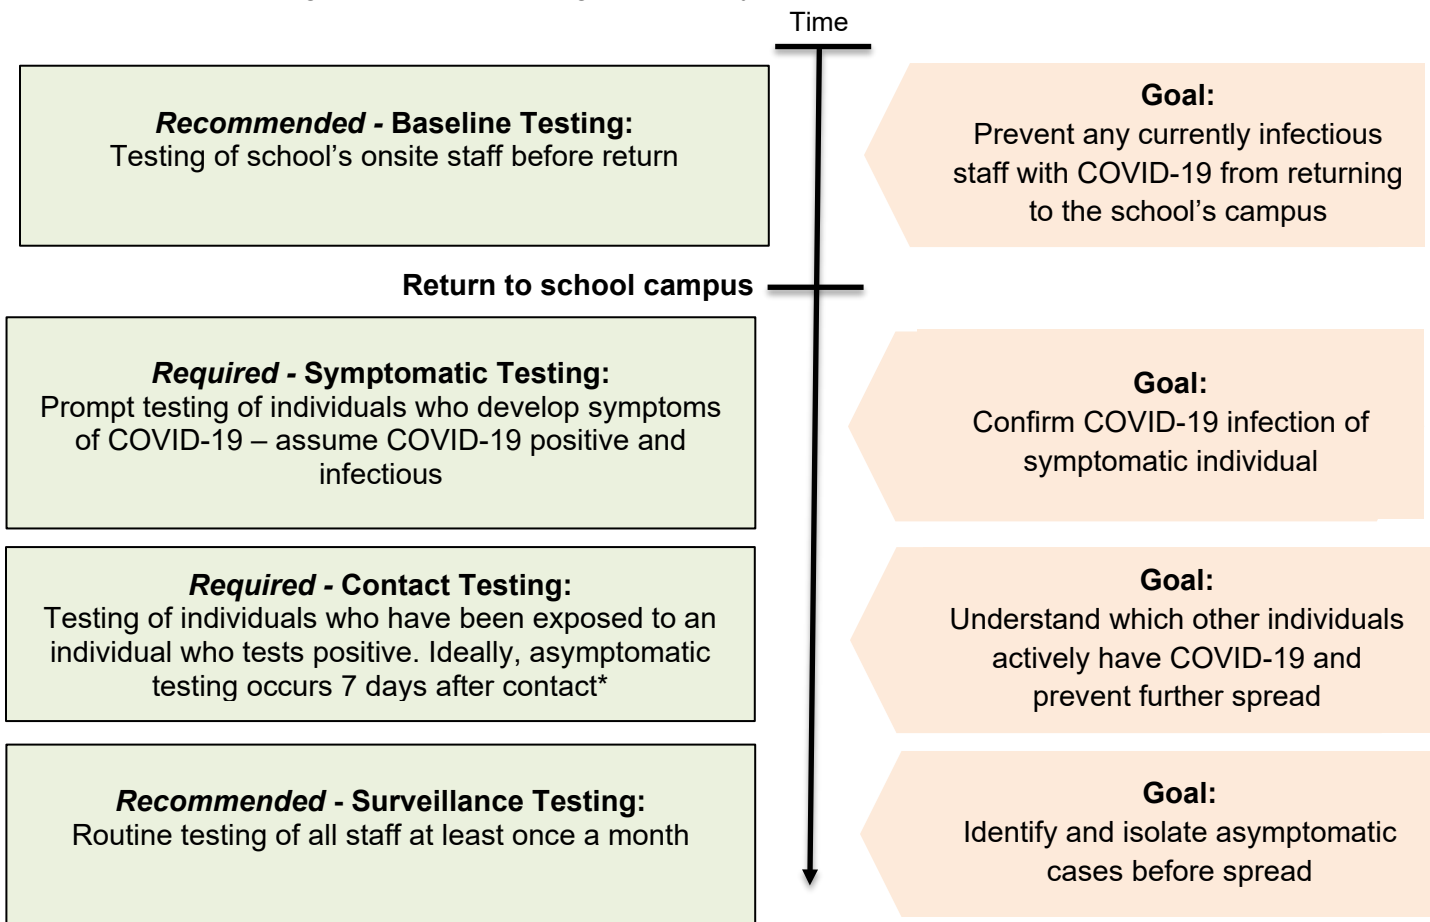 Time
Recommended - Baseline Testing:
Testing of school's onsite staff before return
Goal:
Prevent any currently infectious
staff with COVID-19 from returning
to the school's campus
Return to school campus
Required - Symptomatic Testing:
Prompt testing of individuals who develop symptoms
of COVID-19 – assume COVID-19 positive and
infectious
Goal:
Confirm COVID-19 infection of
symptomatic individual
Required - Contact Testing:
Testing of individuals who have been exposed to an
individual who tests positive. Ideally, asymptomatic
testing occurs 7 days after contact*
Goal:
Understand which other individuals
actively have COVID-19 and
prevent further spread
Recommended - Surveillance Testing:
Routine testing of all staff at least once a month
Goal:
Identify and isolate asymptomatic
cases before spread